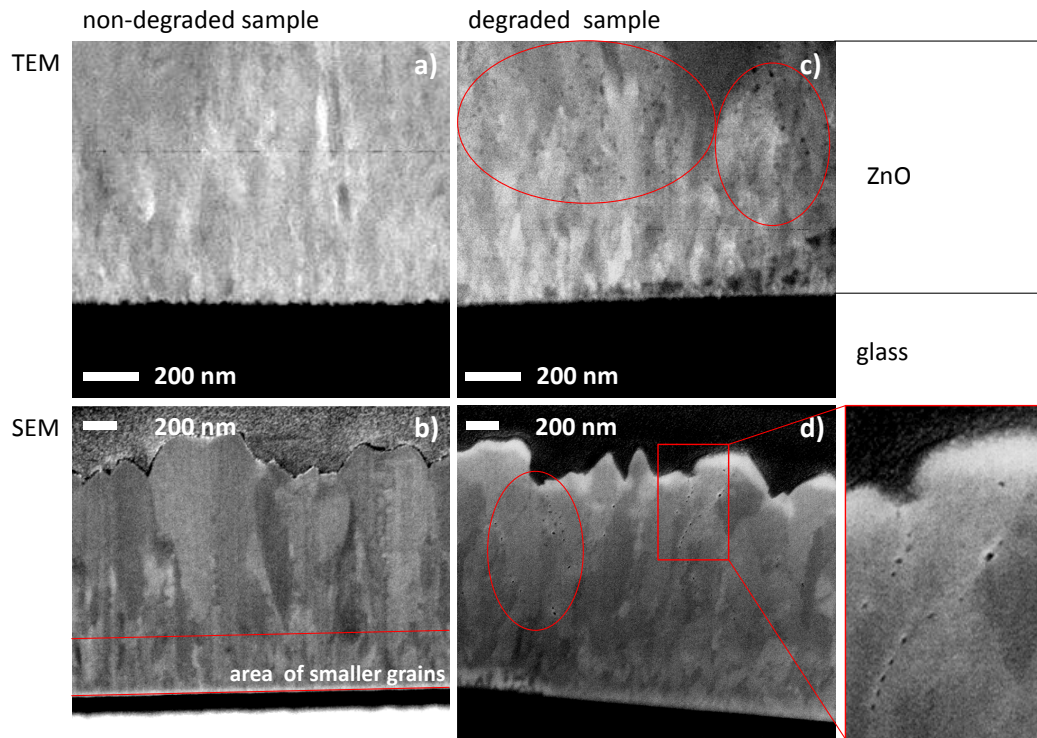 non-degraded sample
degraded sample
TEM
a)
c)
ZnO
200 nm
200 nm
glass
SEM
200 nm
b)
200 nm
d)
area of smaller grains